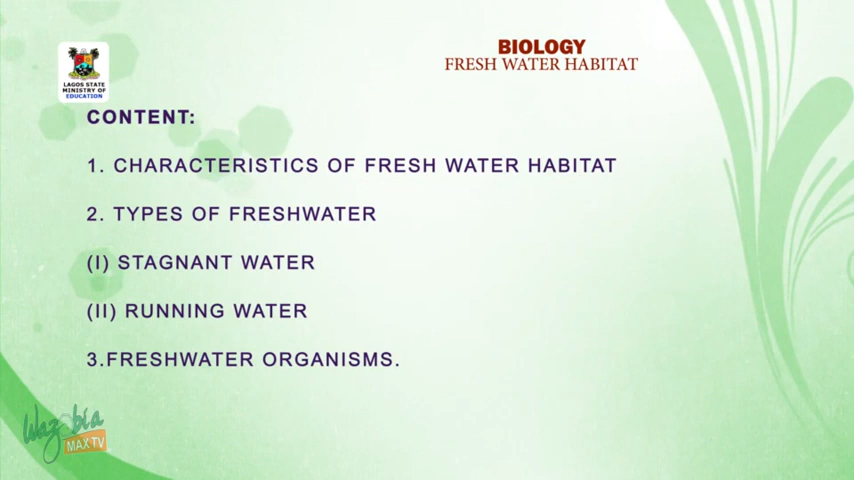 BIOLOGY
FRESH WATER HABITAT
LAGOS STATE
MINISTRY OF
EDUCATION
CONTENT:
1. CHARACTERISTICS OF FRESH WATER HABITAT
2. TYPES OF FRESHWATER
(I) STAGNANT WATER
(II) RUNNING WATER
3.FRESHWATER ORGANISMS.
Wazobia
MAX TV